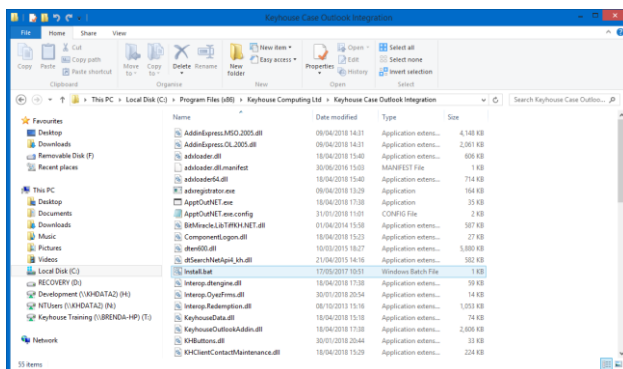 Keyhouse Case Outlook Integration
File Home Share View
Copy Paste Cut Copy path Paste shortcut Move to Copy to Delete Rename New folder New item Easy access Properties Open Edit History Select all Select none Invert selection
Clipboard Organise New Open Select
This PC Local Disk (C:) Program Files (x86) Keyhouse Computing Ltd Keyhouse Case Outlook Integration Search Keyhouse Case Outloo...
Name Date modified Type Size
Favourites
Desktop
Downloads
Removable Disk (F)
Recent places
This PC
Desktop
Documents
Downloads
Music
Pictures
Videos
Local Disk (C:)
RECOVERY (D:)
Development (\\KHDATA2) (H:)
NTUsers (\\KHDATA2) (N:)
Keyhouse Training (\\BRENDA-HP) (T:)
Network
AddinExpress.MSO.2005.dll 09/04/2018 14:31 Application extens... 4,148 KB
AddinExpress.OL.2005.dll 09/04/2018 14:31 Application extens... 2,061 KB
adxloader.dll 18/04/2018 15:40 Application extens... 606 KB
adxloader.dll.manifest 30/06/2016 15:03 MANIFEST File 1 KB
adxloader64.dll 18/04/2018 15:40 Application extens... 714 KB
adxregistrator.exe 09/04/2018 13:29 Application 164 KB
ApptOutNET.exe 18/04/2018 17:38 Application 35 KB
ApptOutNET.exe.config 31/01/2018 11:01 CONFIG File 2 KB
BitMiracle.LibTiffKH.NET.dll 01/04/2014 15:58 Application extens... 587 KB
ComponentLogon.dll 18/04/2018 15:23 Application extens... 27 KB
dten600.dll 10/03/2015 18:27 Application extens... 5,880 KB
dtSearchNetApi4_kh.dll 21/04/2015 14:16 Application extens... 582 KB
Install.bat 17/05/2017 10:51 Windows Batch File 1 KB
Interop.dtengine.dll 18/04/2018 17:38 Application extens... 59 KB
Interop.OyezFrms.dll 30/01/2018 20:54 Application extens... 14 KB
Interop.Redemption.dll 08/10/2013 15:16 Application extens... 1,053 KB
KeyhouseData.dll 18/04/2018 15:18 Application extens... 74 KB
KeyhouseOutlookAddin.dll 18/04/2018 17:38 Application extens... 2,606 KB
KHButtons.dll 30/01/2018 20:44 Application extens... 33 KB
KHClientContactMaintenance.dll 18/04/2018 15:29 Application extens... 224 KB
55 items